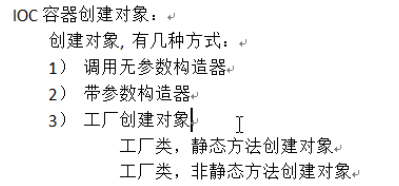 IOC 容器创建对象：
创建对象, 有几种方式：
1） 调用无参数构造器
2） 带参数构造器
3） 工厂创建对象
工厂类，静态方法创建对象
工厂类，非静态方法创建对象